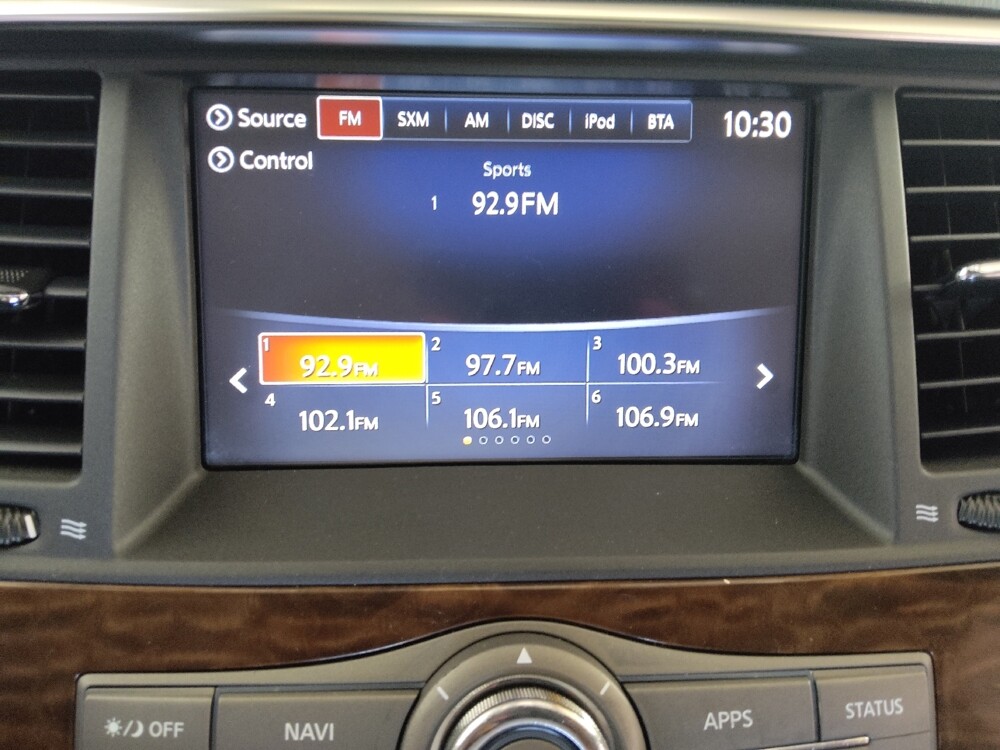 Source FM SXM AM DISC iPod BTA 10:30
Control
Sports
1 92.9FM
1 92.9FM 2 97.7FM 3 100.3FM
4 102.1FM 5 106.1FM 6 106.9FM
OFF NAVI APPS STATUS